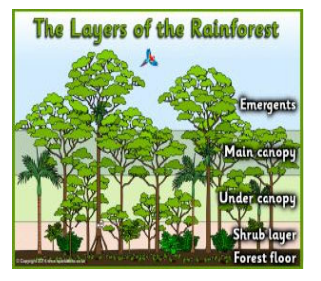 The Layers of the Rainforest
Emergents
Main canopy
Under canopy
Shrub layer
Forest floor